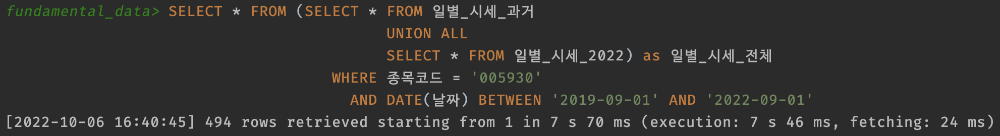 fundamental_data> SELECT * FROM (SELECT * FROM 일별_시세_과거
UNION ALL
SELECT * FROM 일별_시세_2022) as 일별_시세_전체
WHERE 종목코드 = '005930'
AND DATE(날짜) BETWEEN '2019-09-01' AND '2022-09-01'
[2022-10-06 16:40:45] 494 rows retrieved starting from 1 in 7 s 70 ms (execution: 7 s 46 ms, fetching: 24 ms)